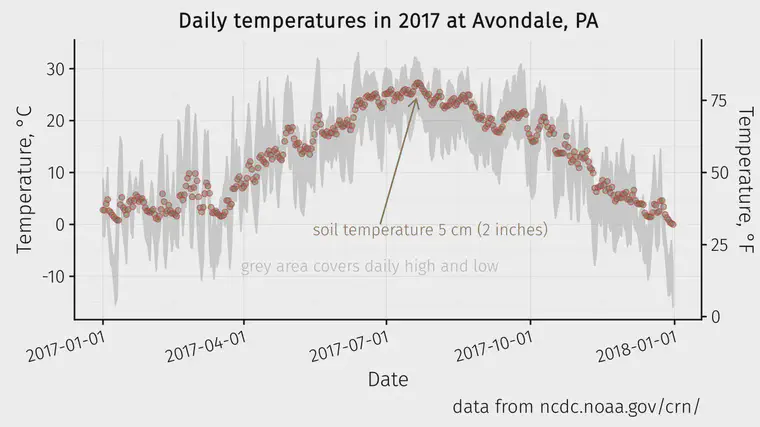 Daily temperatures in 2017 at Avondale, PA
30
20
10
0
-10
Temperature, °C
75
50
25
0
Temperature, °F
soil temperature 5 cm (2 inches)
grey area covers daily high and low
2017-01-01
2017-04-01
2017-07-01
2017-10-01
2018-01-01
Date
data from ncdc.noaa.gov/crn/